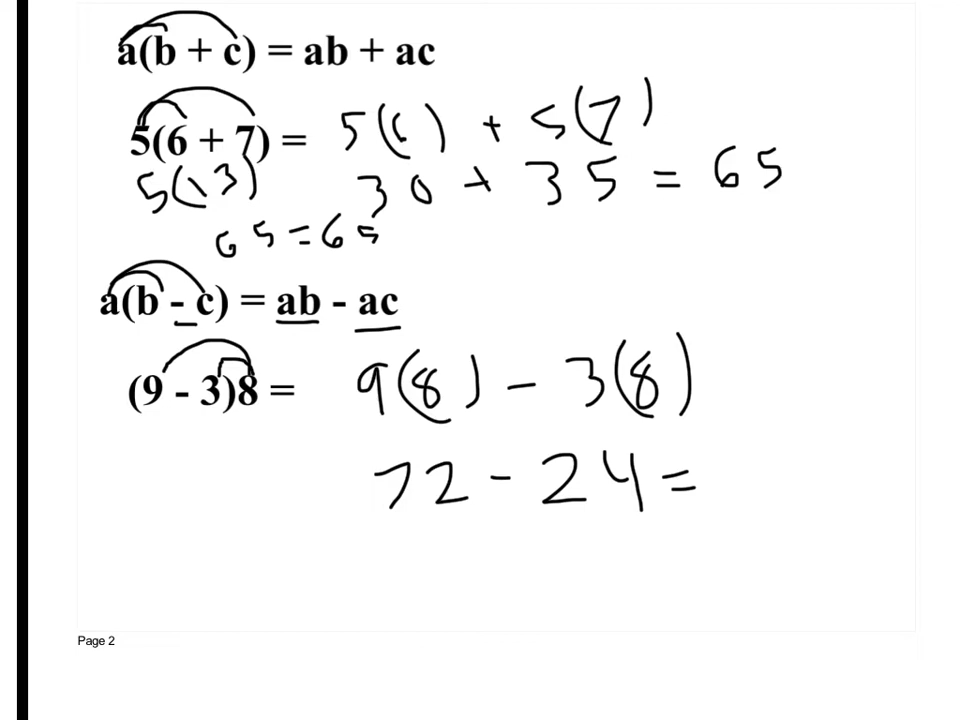 a(b + c) = ab + ac
5(6 + 7) = 5(6) + 5(7)
5(13) 30 + 35 = 65
65 = 65
a(b - c) = ab - ac
(9 - 3)8 = 9(8) - 3(8)
72 - 24 =
Page 2